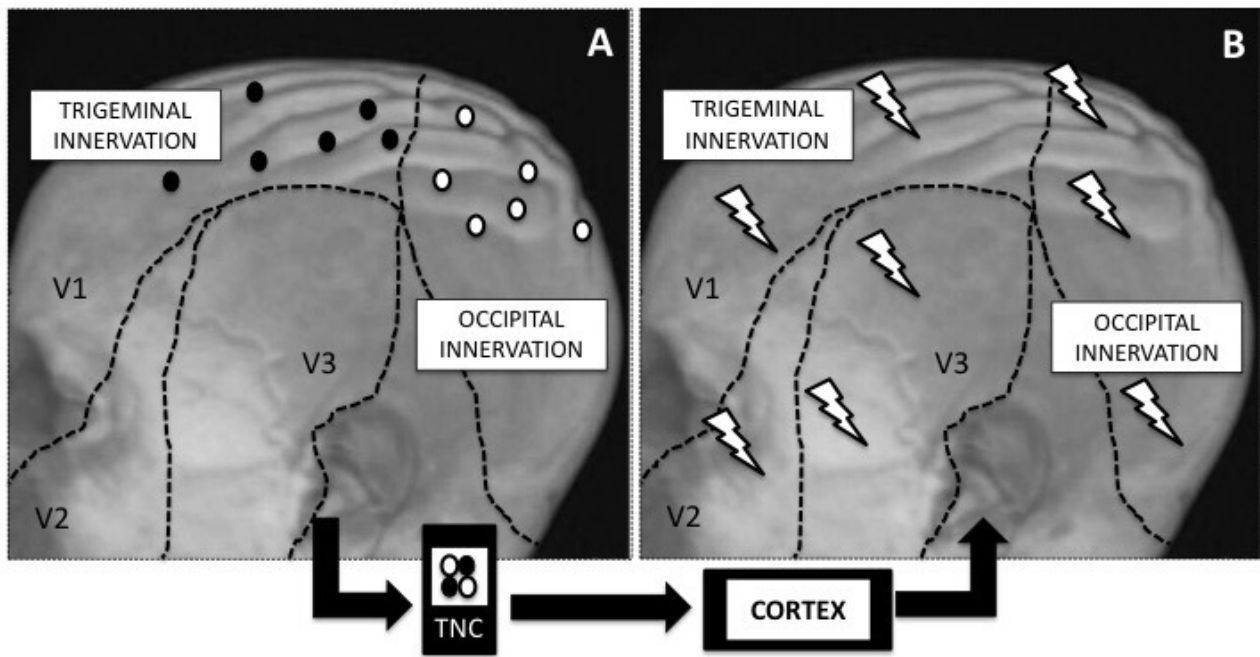 A
TRIGEMINAL
INNERVATION
V1
V3
OCCIPITAL
INNERVATION
V2
B
TRIGEMINAL
INNERVATION
V1
V3
OCCIPITAL
INNERVATION
V2
TNC
CORTEX